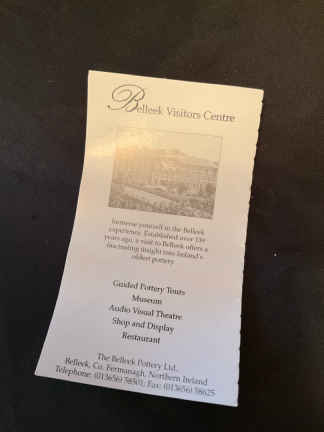 Belleek Visitors Centre
Immerse yourself in the Belleek
experience. Established over 139
years ago, a visit to Belleek offers a
fascinating insight into Ireland's
oldest pottery
Guided Pottery Tours
Museum
Audio Visual Theatre
Shop and Display
Restaurant
The Belleek Pottery Ltd.,
Belleek, Co. Fermanagh, Northern Ireland
Telephone: (013656) 58501; Fax: (013656) 58625